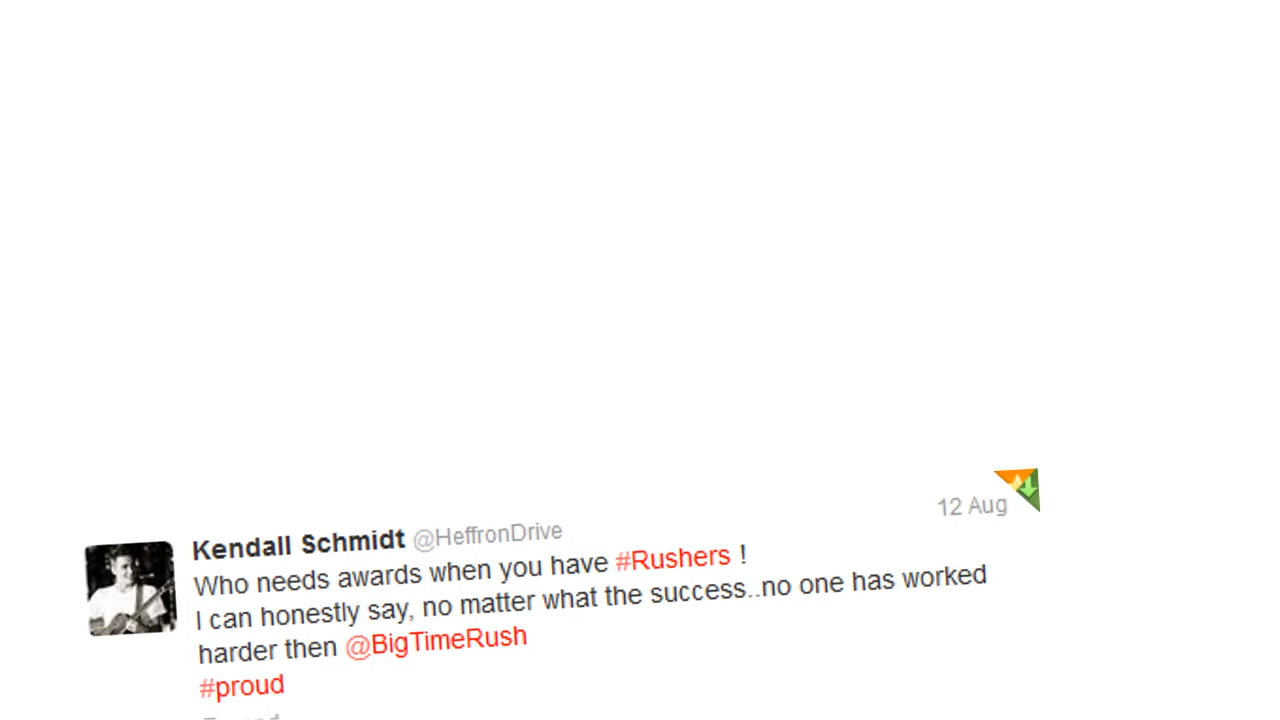 12 Aug
Kendall Schmidt @HeffronDrive
Who needs awards when you have #Rushers !
I can honestly say, no matter what the success..no one has worked
harder then @BigTimeRush
#proud